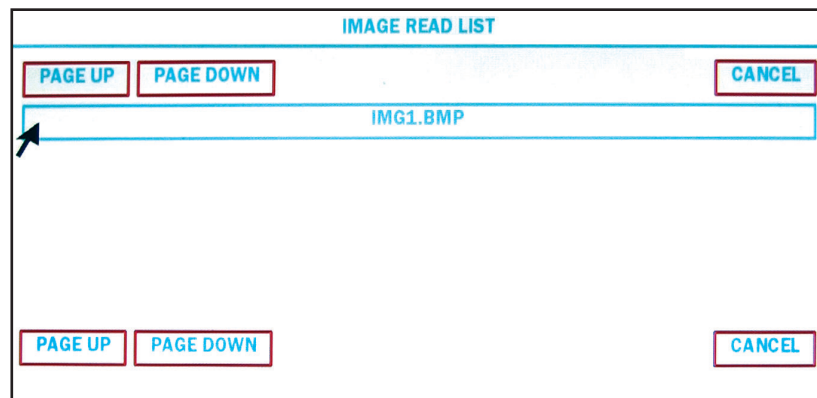 IMAGE READ LIST
PAGE UP PAGE DOWN CANCEL
IMG1.BMP
PAGE UP PAGE DOWN CANCEL